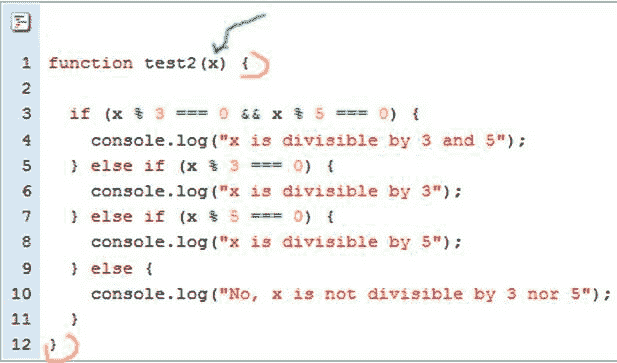 1 function test2(x) {
2
3 if (x % 3 === 0 && x % 5 === 0) {
4 console.log("x is divisible by 3 and 5");
5 } else if (x % 3 === 0) {
6 console.log("x is divisible by 3");
7 } else if (x % 5 === 0) {
8 console.log("x is divisible by 5");
9 } else {
10 console.log("No, x is not divisible by 3 nor 5");
11 }
12 }